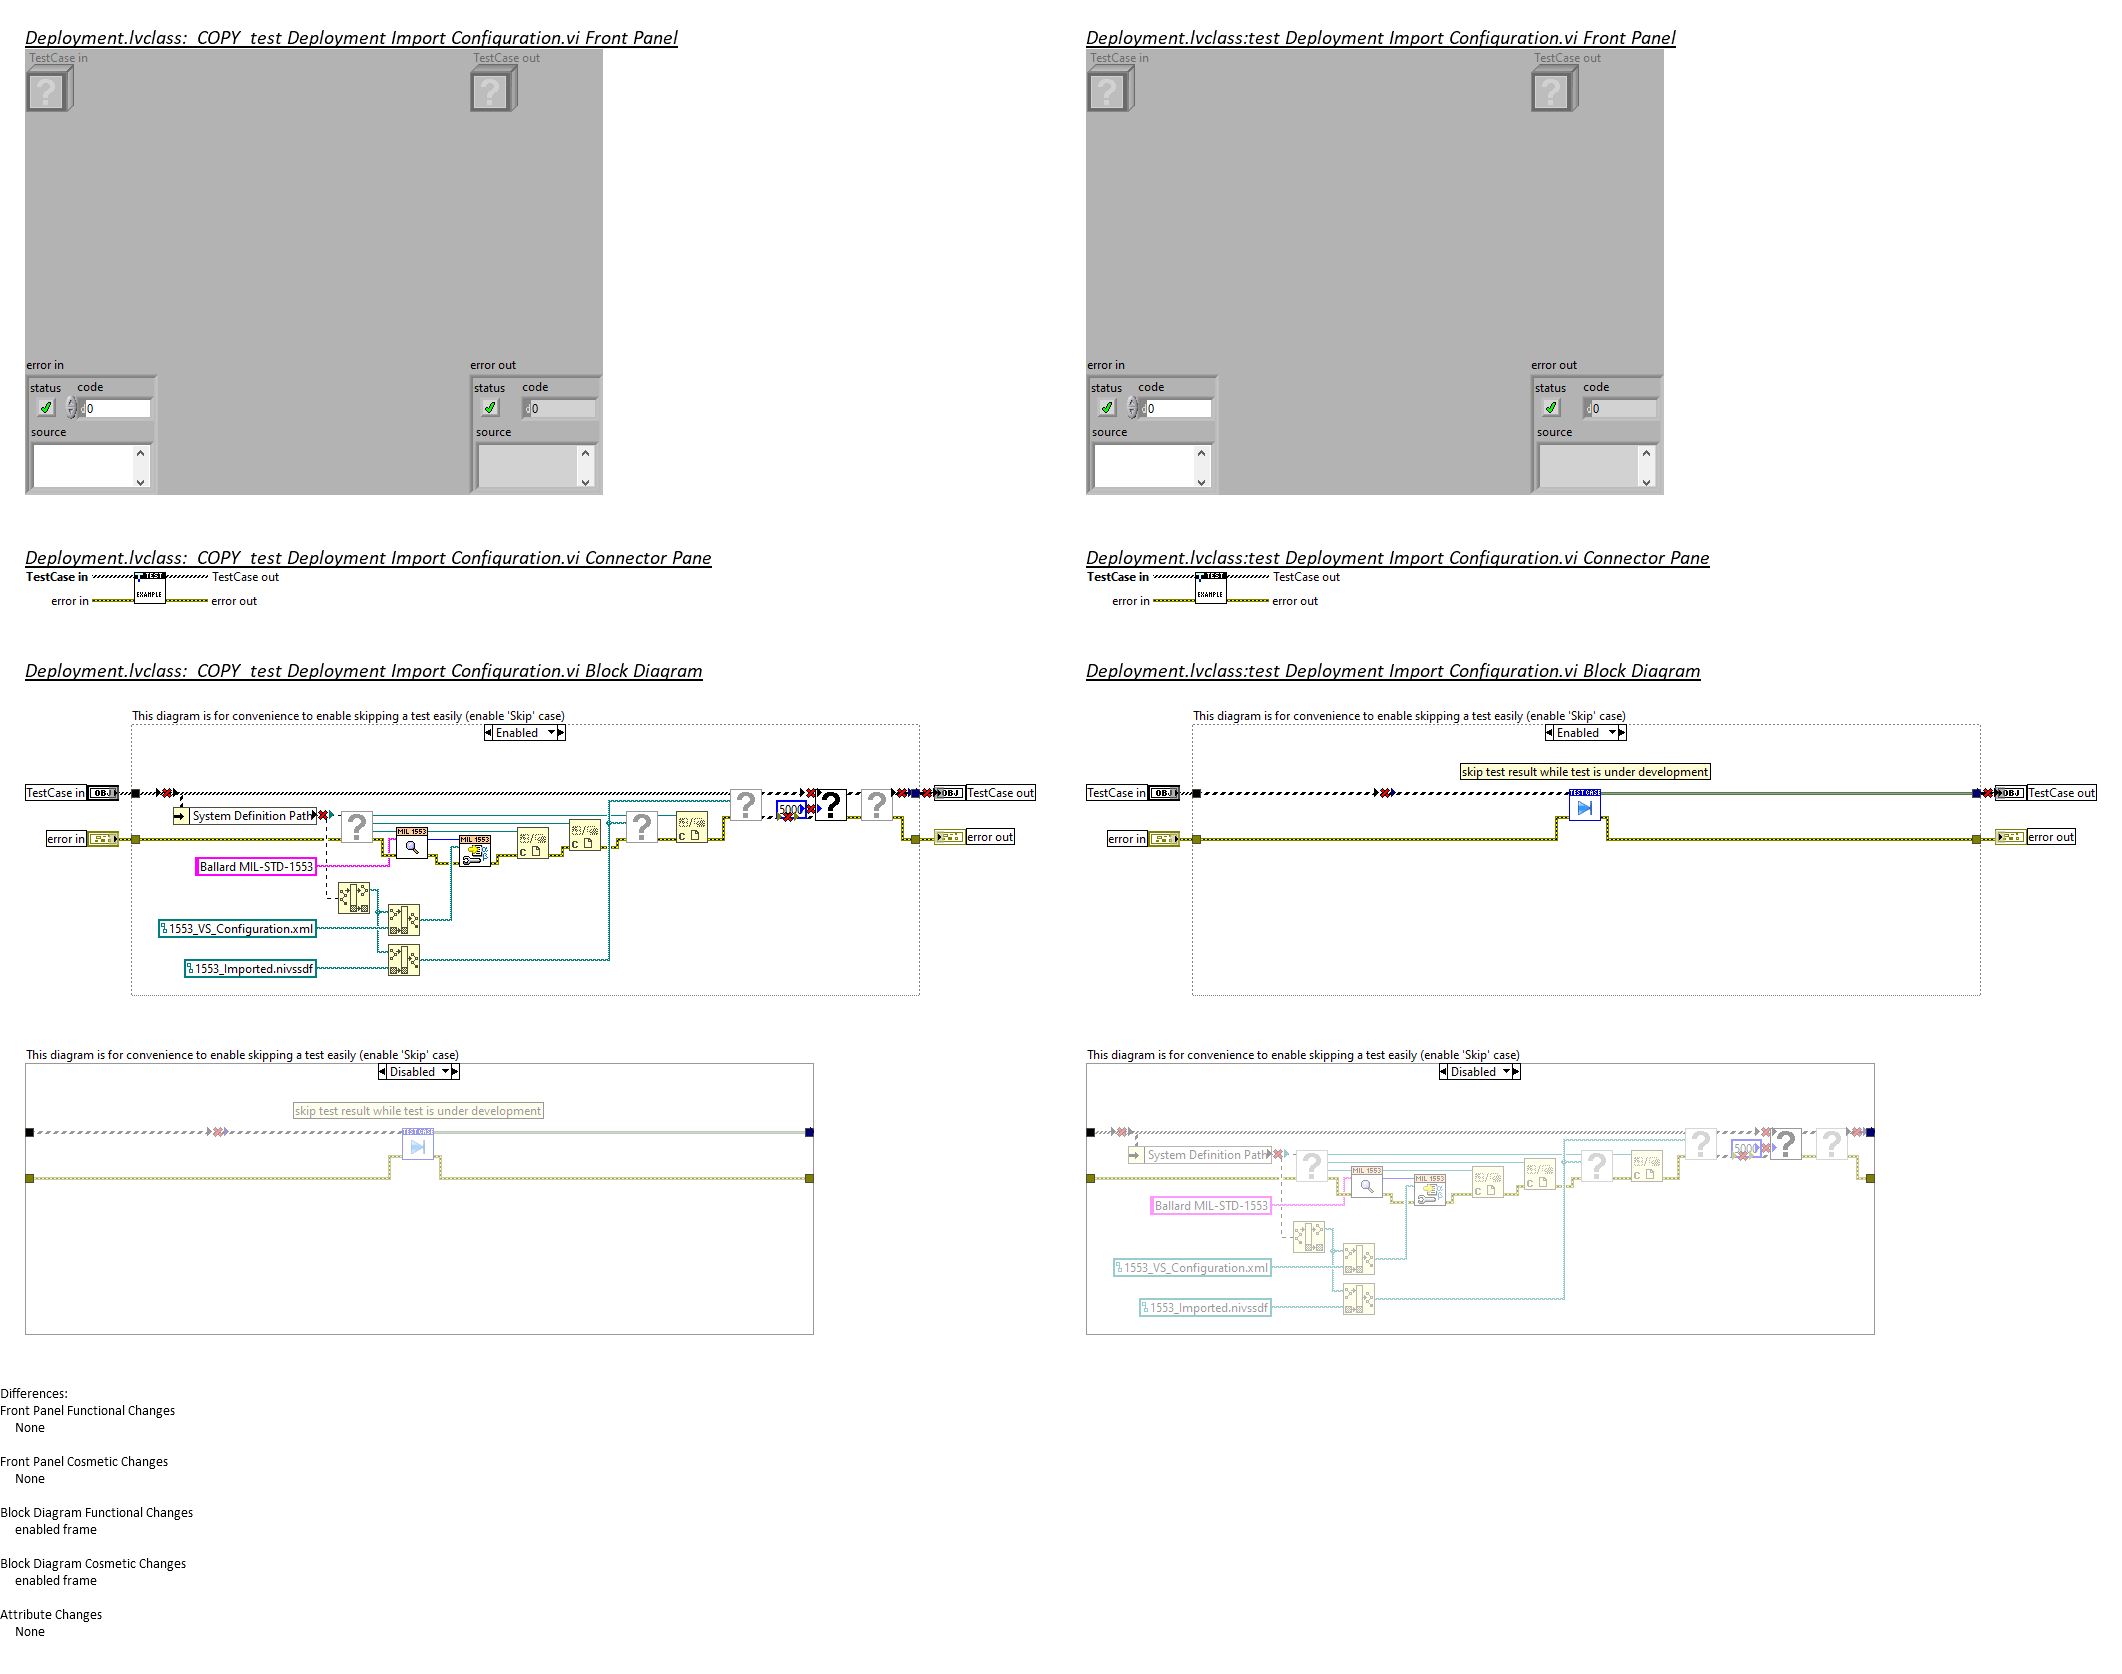 Deployment.lvclass:  COPY  test Deployment Import Configuration.vi Front Panel
TestCase in
TestCase out
error in
error out
status
code
status
code
d 0
d 0
source
source
Deployment.lvclass:test Deployment Import Configuration.vi Front Panel
TestCase in
TestCase out
error in
error out
status
code
status
code
d 0
d 0
source
source
Deployment.lvclass:  COPY  test Deployment Import Configuration.vi Connector Pane
TestCase in
TEST
TestCase out
EXAMPLE
error in
error out
Deployment.lvclass:test Deployment Import Configuration.vi Connector Pane
TestCase in
TEST
TestCase out
EXAMPLE
error in
error out
Deployment.lvclass:  COPY  test Deployment Import Configuration.vi Block Diagram
This diagram is for convenience to enable skipping a test easily (enable 'Skip' case)
Enabled
TestCase in
OBJ
OBJ
TestCase out
System Definition Path
5000
error in
MIL 1553
MIL 1553
C
C
C
error out
Ballard MIL-STD-1553
1553_VS_Configuration.xml
1553_Imported.nivssdf
Deployment.lvclass:test Deployment Import Configuration.vi Block Diagram
This diagram is for convenience to enable skipping a test easily (enable 'Skip' case)
Enabled
skip test result while test is under development
TestCase in
OBJ
TEST CASE
OBJ
TestCase out
error in
error out
This diagram is for convenience to enable skipping a test easily (enable 'Skip' case)
Disabled
skip test result while test is under development
TEST CASE
This diagram is for convenience to enable skipping a test easily (enable 'Skip' case)
Disabled
System Definition Path
5000
MIL 1553
MIL 1553
C
C
C
Ballard MIL-STD-1553
1553_VS_Configuration.xml
1553_Imported.nivssdf
Differences:
Front Panel Functional Changes
None
Front Panel Cosmetic Changes
None
Block Diagram Functional Changes
enabled frame
Block Diagram Cosmetic Changes
enabled frame
Attribute Changes
None